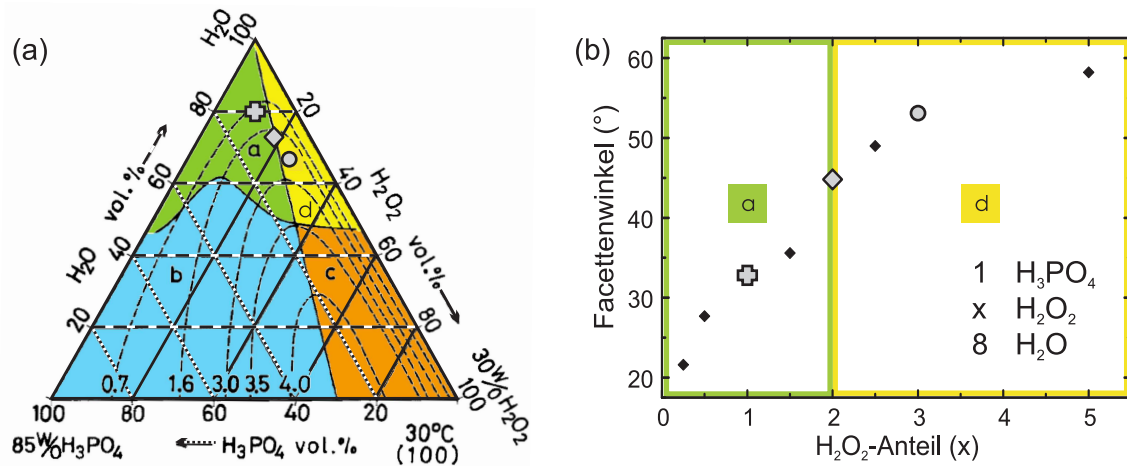 (a)
H₂O
100
80
20
a
60
40
H₂O vol.% --->
H₂O₂ vol.% --->
d
40
60
b
c
20
80
0.7
1.6
3.0
3.5
4.0
100
80
60
40
20
100
30W/%H₂O₂
85W/%H₃PO₄
<--- H₃PO₄ vol.%
30°C
(100)
(b)
Facettenwinkel (°)
60
50
40
30
20
a
d
1 H₃PO₄
x H₂O₂
8 H₂O
0 1 2 3 4 5
H₂O₂-Anteil (x)